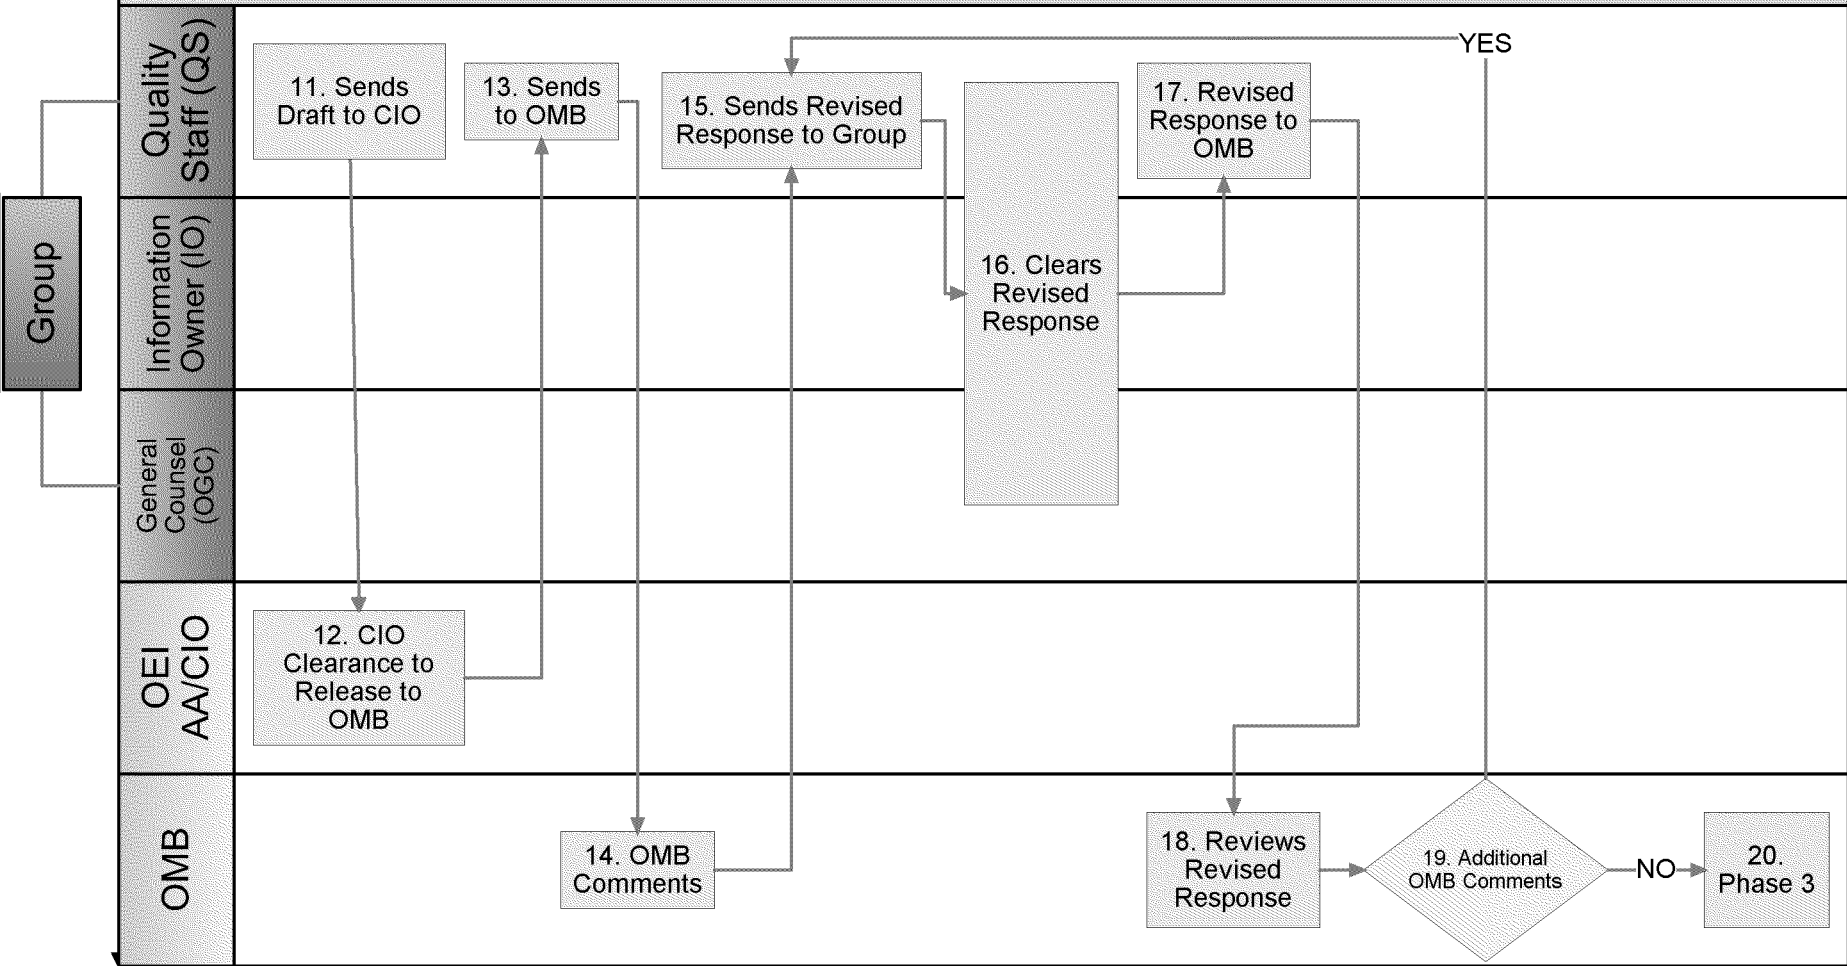 Group
Quality
Staff (QS)
11. Sends
Draft to CIO
13. Sends
to OMB
15. Sends Revised
Response to Group
17. Revised
Response to
OMB
YES
Information
Owner (IO)
16. Clears
Revised
Response
General
Counsel
(OGC)
OEI
AA/CIO
12. CIO
Clearance to
Release to
OMB
OMB
14. OMB
Comments
18. Reviews
Revised
Response
19. Additional
OMB Comments
NO
20.
Phase 3